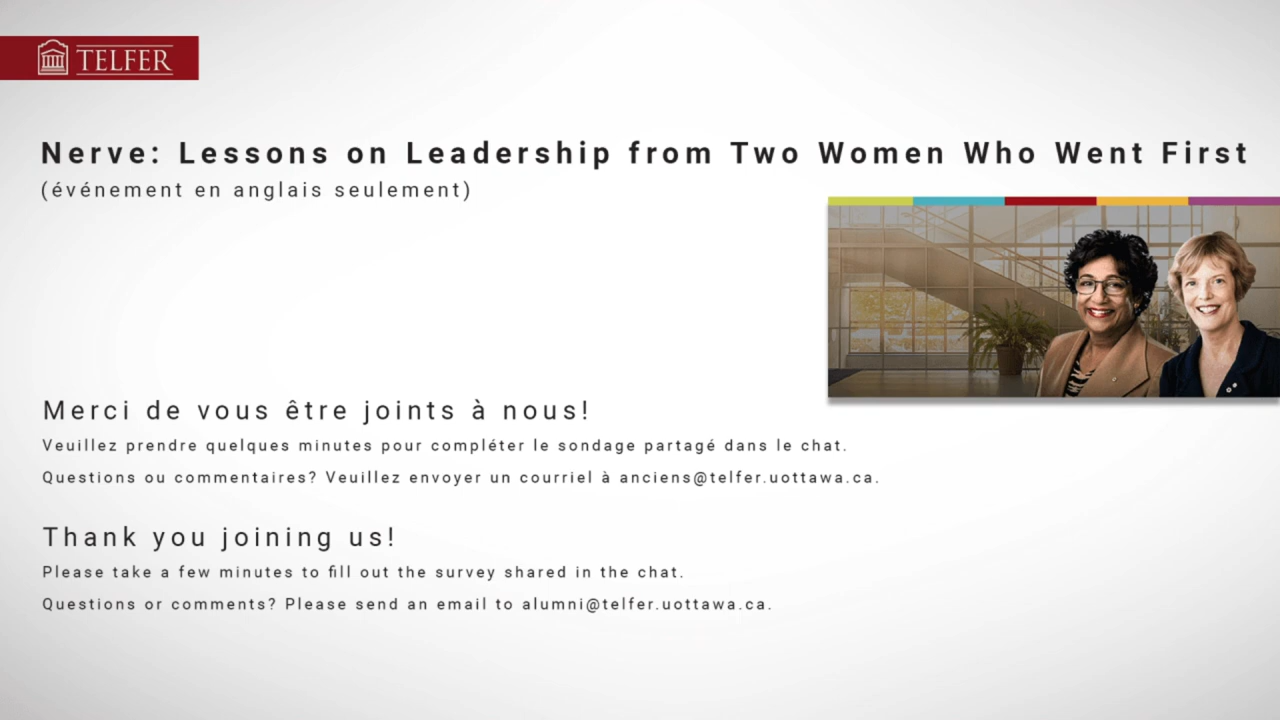 TELFER
Nerve: Lessons on Leadership from Two Women Who Went First
(événement en anglais seulement)
Merci de vous être joints à nous!
Veuillez prendre quelques minutes pour compléter le sondage partagé dans le chat.
Questions ou commentaires? Veuillez envoyer un courriel à anciens@telfer.uottawa.ca.
Thank you joining us!
Please take a few minutes to fill out the survey shared in the chat.
Questions or comments? Please send an email to alumni@telfer.uottawa.ca.